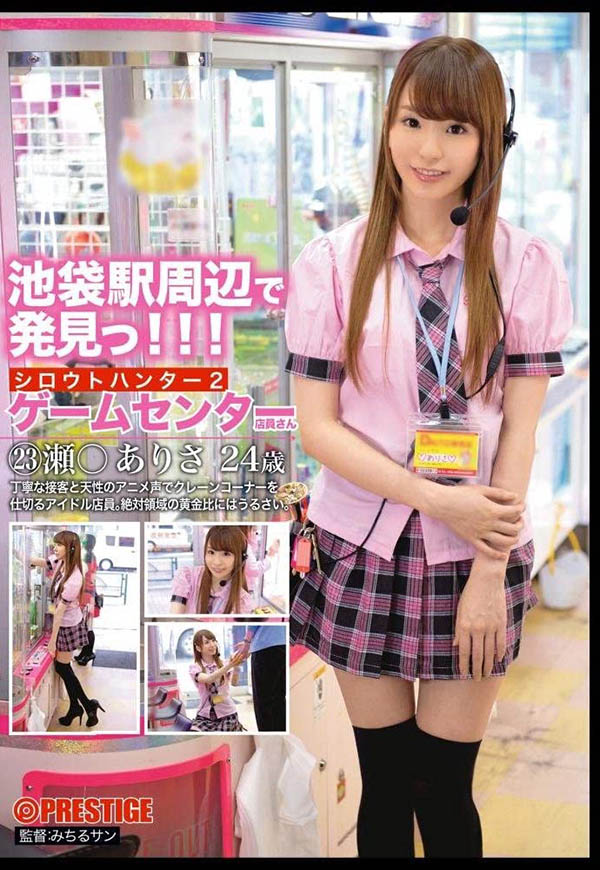 池袋駅周辺で
発見っ!!!
シロウトハンター2
ゲームセンター店員さん
㉓瀬〇 ありさ 24歳
丁寧な接客と天性のアニメ声でクレーンコーナーを
仕切るアイドル店員。絶対領域の黄金比にはうるさい。
♡ありさ♡
PRESTIGE
監督:みちるサン